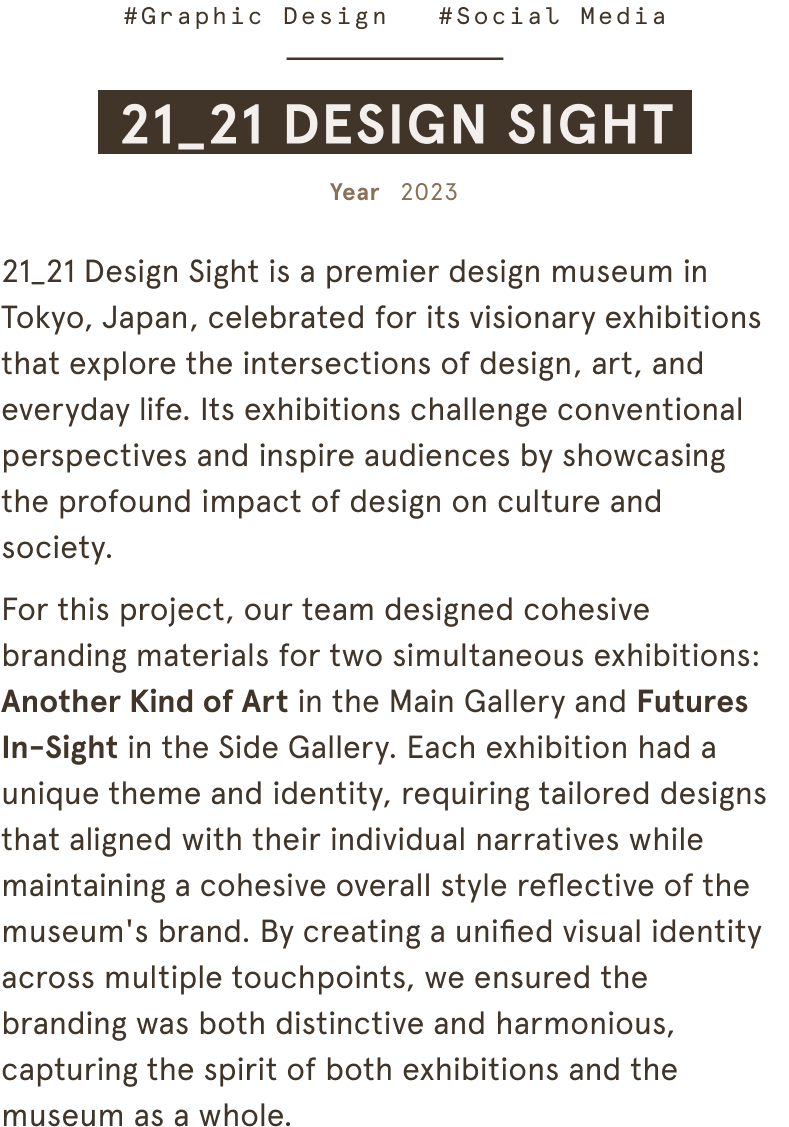 #Graphic Design #Social Media
21_21 DESIGN SIGHT
Year 2023
21_21 Design Sight is a premier design museum in
Tokyo, Japan, celebrated for its visionary exhibitions
that explore the intersections of design, art, and
everyday life. Its exhibitions challenge conventional
perspectives and inspire audiences by showcasing
the profound impact of design on culture and
society.
For this project, our team designed cohesive
branding materials for two simultaneous exhibitions:
Another Kind of Art in the Main Gallery and Futures
In-Sight in the Side Gallery. Each exhibition had a
unique theme and identity, requiring tailored designs
that aligned with their individual narratives while
maintaining a cohesive overall style reflective of the
museum's brand. By creating a unified visual identity
across multiple touchpoints, we ensured the
branding was both distinctive and harmonious,
capturing the spirit of both exhibitions and the
museum as a whole.